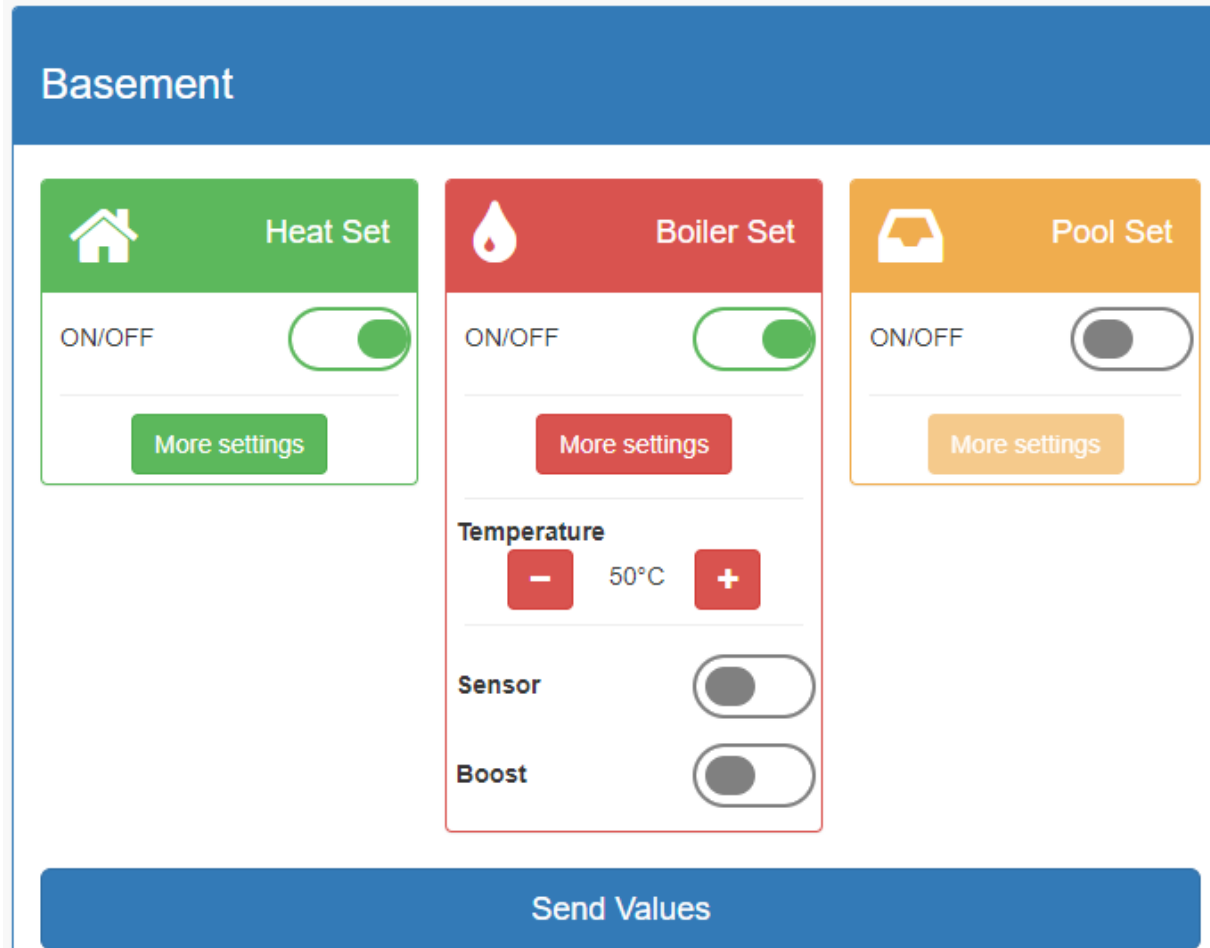 Basement
Heat Set
ON/OFF
More settings
Boiler Set
ON/OFF
More settings
Temperature
50°C
Sensor
Boost
Pool Set
ON/OFF
More settings
Send Values